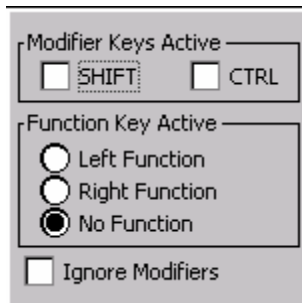 Modifier Keys Active
SHIFT CTRL
Function Key Active
Left Function
Right Function
No Function
Ignore Modifiers